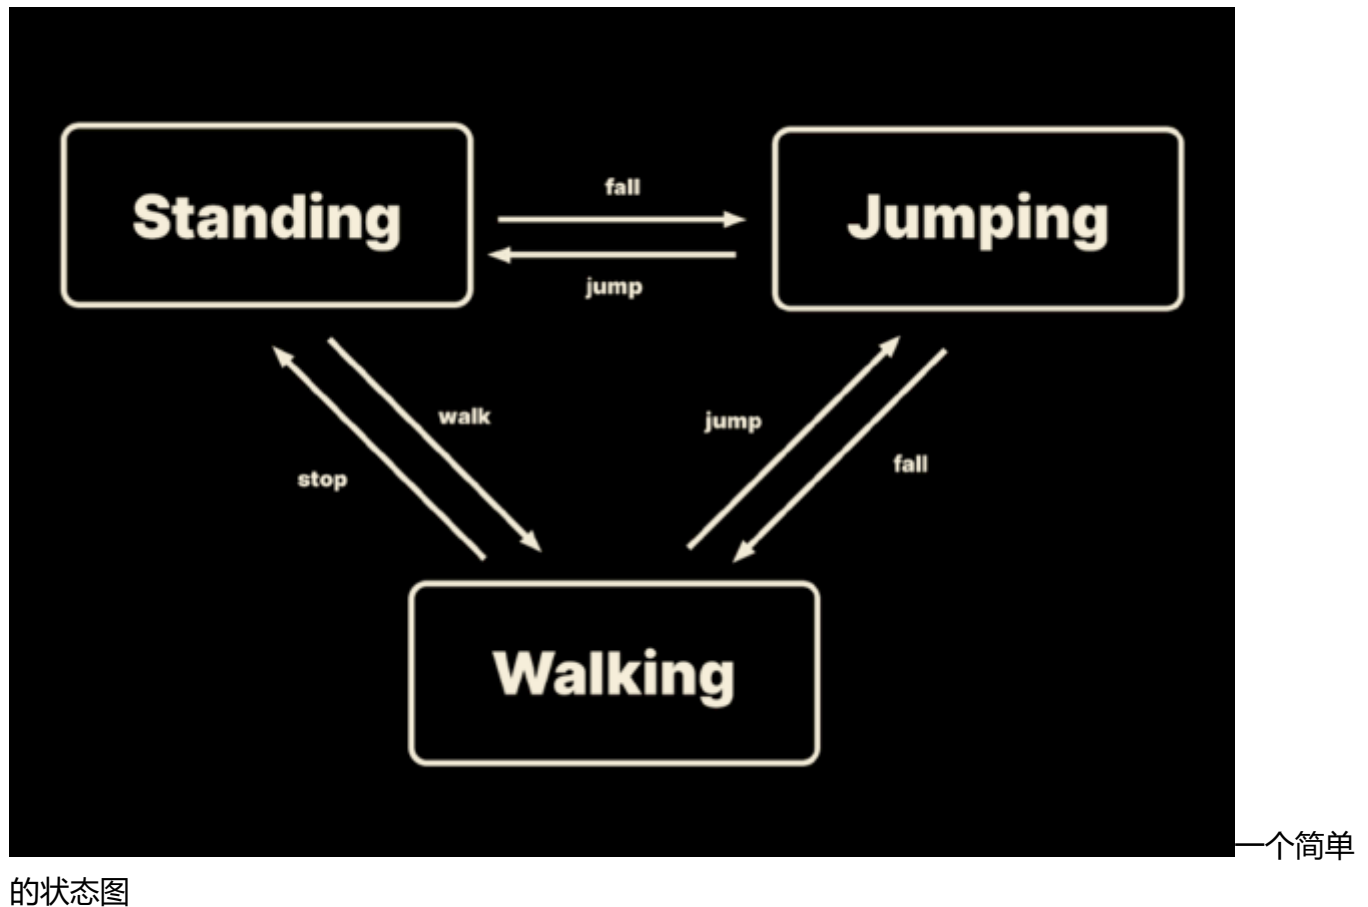 fall
Standing
Jumping
jump
walk
jump
stop
fall
Walking
一个简单
的状态图